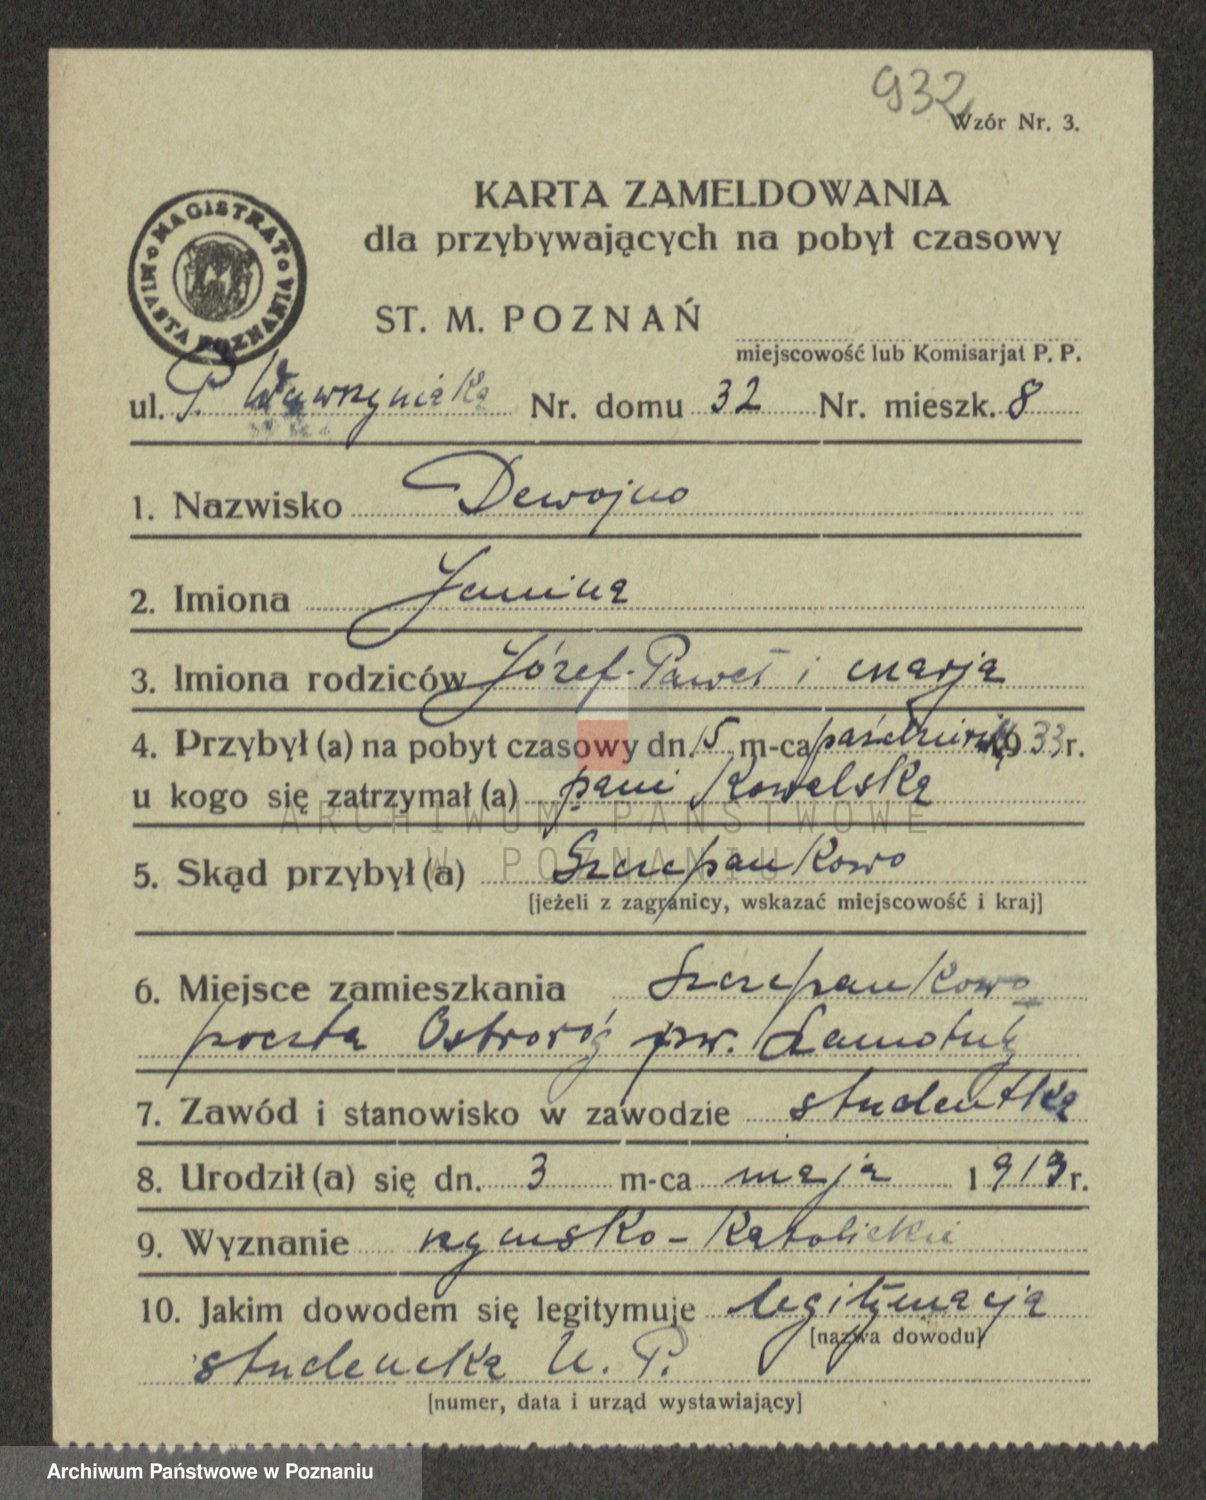 932
Wzór Nr. 3.
KARTA ZAMELDOWANIA
dla przybywających na pobyt czasowy
MAGISTRAT MIASTA POZNANIA
ST. M. POZNAŃ
miejscowość lub Komisarjat P. P.
ul. P. Wawrzyniaka Nr. domu 32 Nr. mieszk. 8
1. Nazwisko Dewojno
2. Imiona Janina
3. Imiona rodziców Józef-Paweł i Marja
4. Przybył (a) na pobyt czasowy dn. 15 m-ca październik 1933 r.
u kogo się zatrzymał (a) pani Kowalska
ARCHIWUM PAŃSTWOWE
W POZNANIU
5. Skąd przybył (a) Szczepankowo
[jeżeli z zagranicy, wskazać miejscowość i kraj]
6. Miejsce zamieszkania Szczepankowo
poczta Ostroróg pw. Szamotuły
7. Zawód i stanowisko w zawodzie studentka
8. Urodził (a) się dn. 3 m-ca maja 1913 r.
9. Wyznanie rzymsko-katolickie
10. Jakim dowodem się legitymuje legitymacja
[nazwa dowodu]
studencka U. P.
[numer, data i urząd wystawiający]
Archiwum Państwowe w Poznaniu